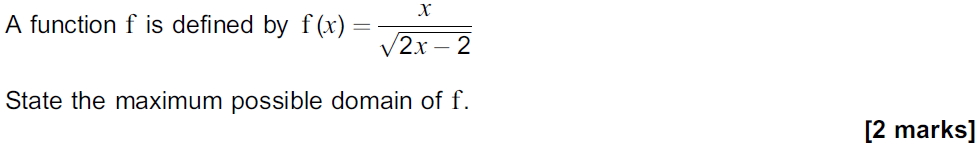 A function f is defined by f(x) = x / √(2x – 2)
State the maximum possible domain of f.
[2 marks]